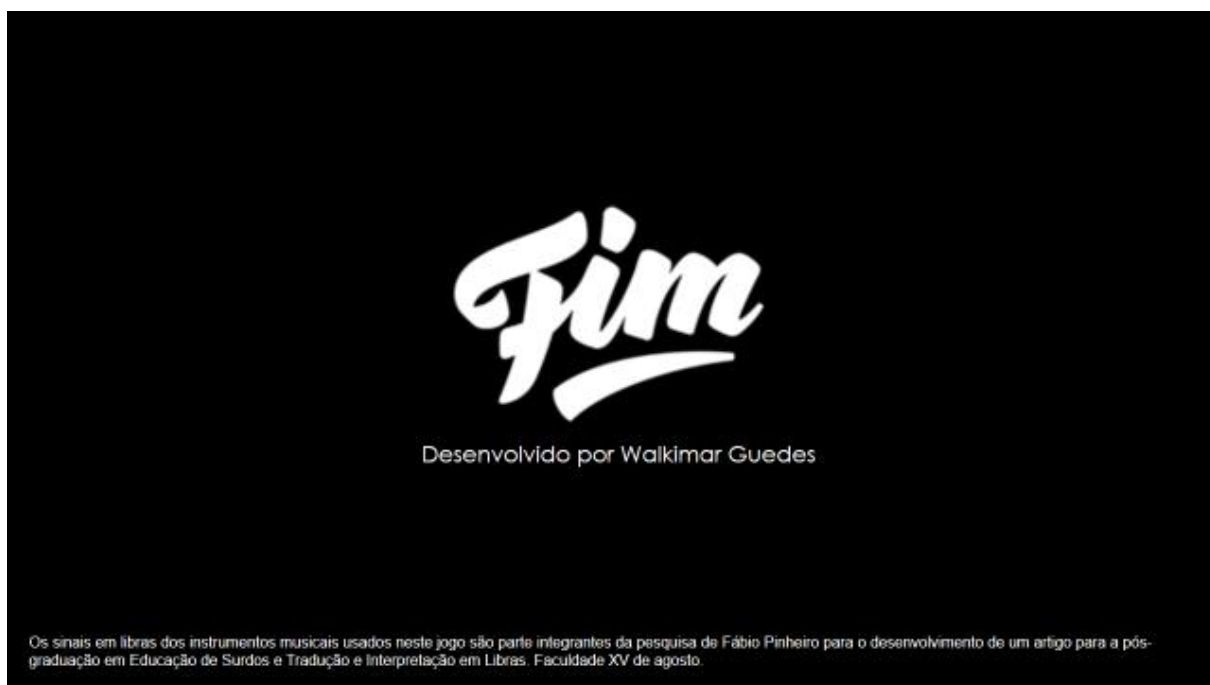 Fim
Desenvolvido por Walkimar Guedes
Os sinais em libras dos instrumentos musicais usados neste jogo são parte integrantes da pesquisa de Fábio Pinheiro para o desenvolvimento de um artigo para a pós-
graduação em Educação de Surdos e Tradução e Interpretação em Libras. Faculdade XV de agosto.